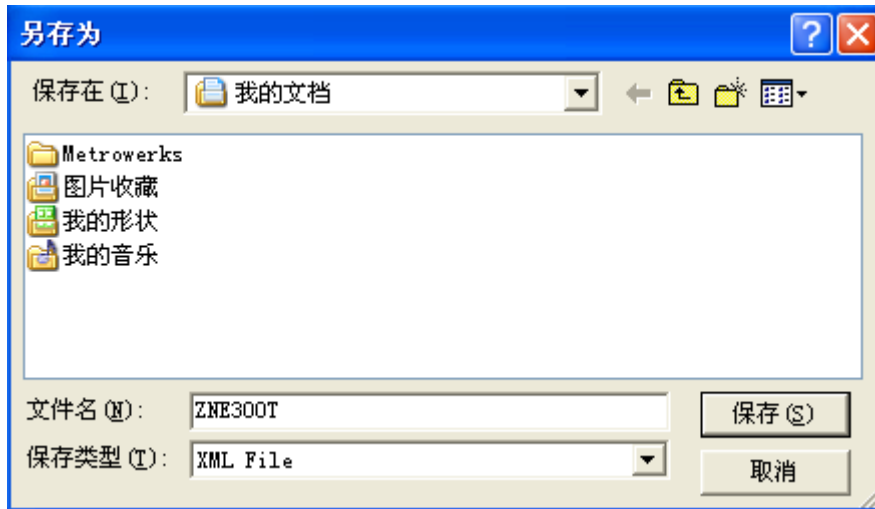 另存为
保存在(I): 我的文档
Metrowerks
图片收藏
我的形状
我的音乐
文件名(N): ZNE300T 保存(S)
保存类型(T): XML File 取消